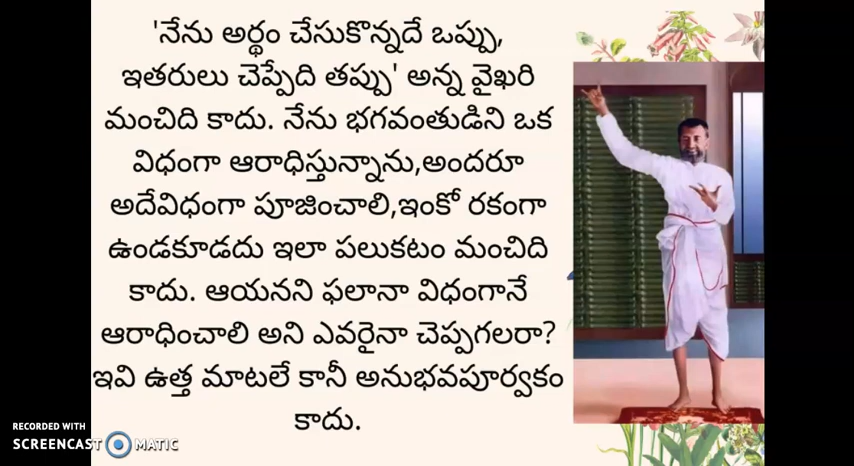 'నేను అర్థం చేసుకొన్నదే ఒప్పు,
ఇతరులు చెప్పేది తప్పు' అన్న వైఖరి
మంచిది కాదు. నేను భగవంతుడిని ఒక
విధంగా ఆరాధిస్తున్నాను,అందరూ
అదేవిధంగా పూజించాలి,ఇంకో రకంగా
ఉండకూడదు ఇలా పలుకటం మంచిది
కాదు. ఆయనని ఫలానా విధంగానే
ఆరాధించాలి అని ఎవరైనా చెప్పగలరా?
ఇవి ఉత్త మాటలే కానీ అనుభవపూర్వకం
కాదు.
RECORDED WITH
SCREENCAST MATIC